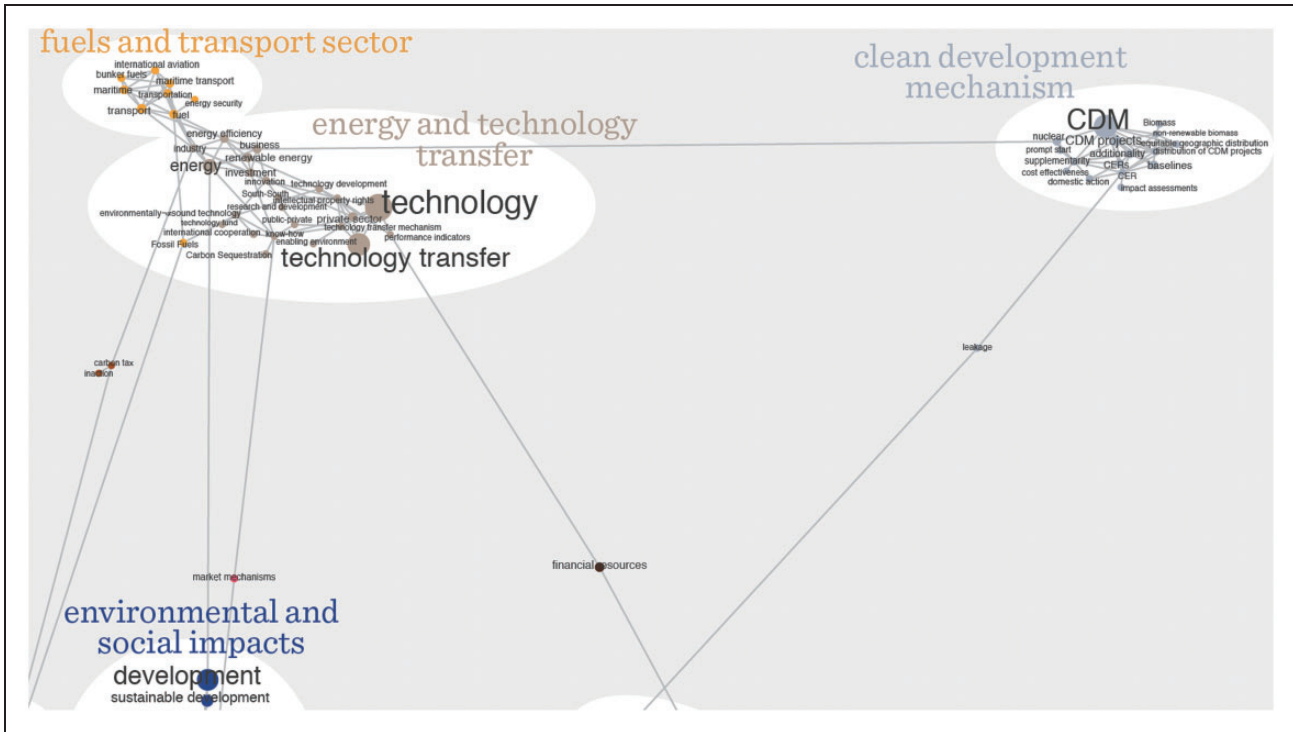 fuels and transport sector
international aviation
bunker fuels
maritime transport
maritime
transportation
energy security
transport
fuel
energy and technology
transfer
energy efficiency
business
industry
renewable energy
energy
investment
innovation
technology development
South-South
intellectual-property rights
technology
research and development
environmentally-sound technology
public-private
private sector
technology fund
technology transfer mechanism
international cooperation
know-how
performance indicators
enabling environment
Fossil Fuels
Carbon Sequestration
technology transfer
clean development
mechanism
CDM
Biomass
nuclear
non-renewable biomass
CDM projects
equitable geographic distribution
prompt start
distribution of CDM projects
additionality
supplementarity
CERs
baselines
cost effectiveness
CER
domestic action
impact assessments
leakage
carbon tax
inaction
financial resources
market mechanisms
environmental and
social impacts
development
sustainable development